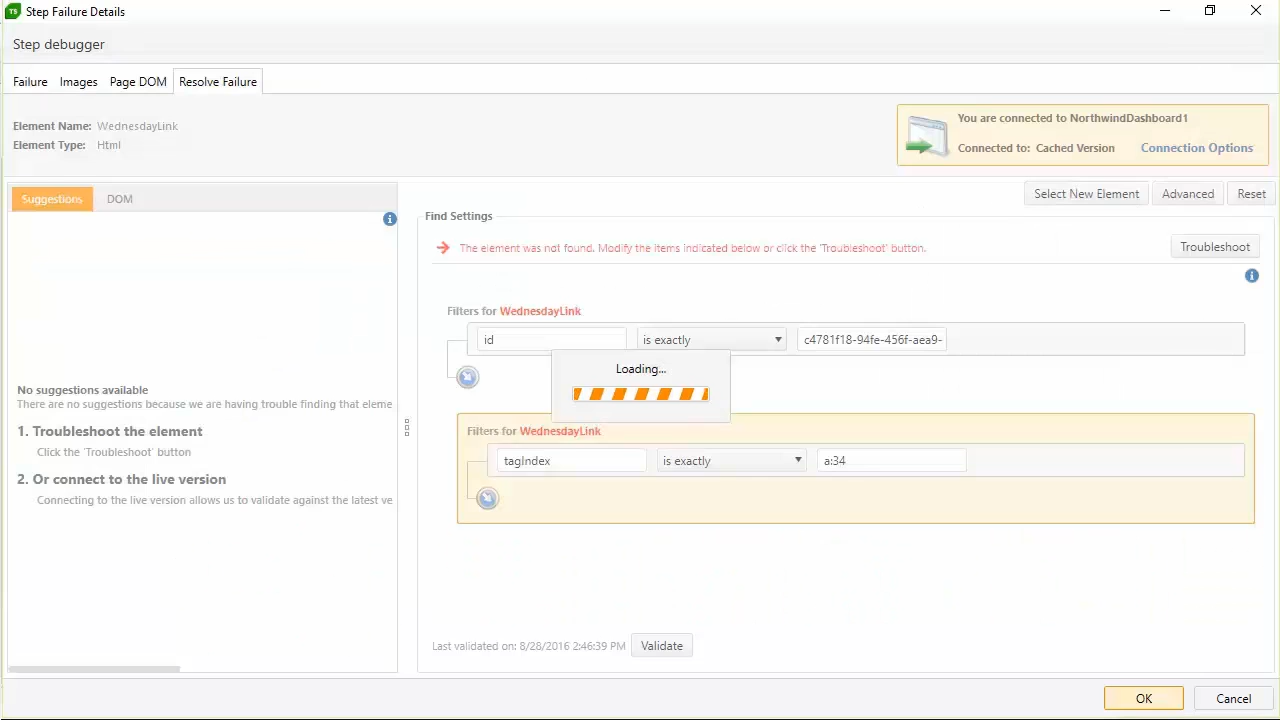 TS Step Failure Details
Step debugger
Failure Images Page DOM Resolve Failure
Element Name: WednesdayLink
Element Type: Html
You are connected to NorthwindDashboard1
Connected to: Cached Version Connection Options
Suggestions DOM
Select New Element Advanced Reset
Find Settings
The element was not found. Modify the items indicated below or click the 'Troubleshoot' button.
Troubleshoot
Filters for WednesdayLink
id is exactly c4781f18-94fe-456f-aea9-
Loading...
No suggestions available
There are no suggestions because we are having trouble finding that eleme
1. Troubleshoot the element
Click the 'Troubleshoot' button
2. Or connect to the live version
Connecting to the live version allows us to validate against the latest ve
Filters for WednesdayLink
tagIndex is exactly a:34
Last validated on: 8/28/2016 2:46:39 PM Validate
OK Cancel